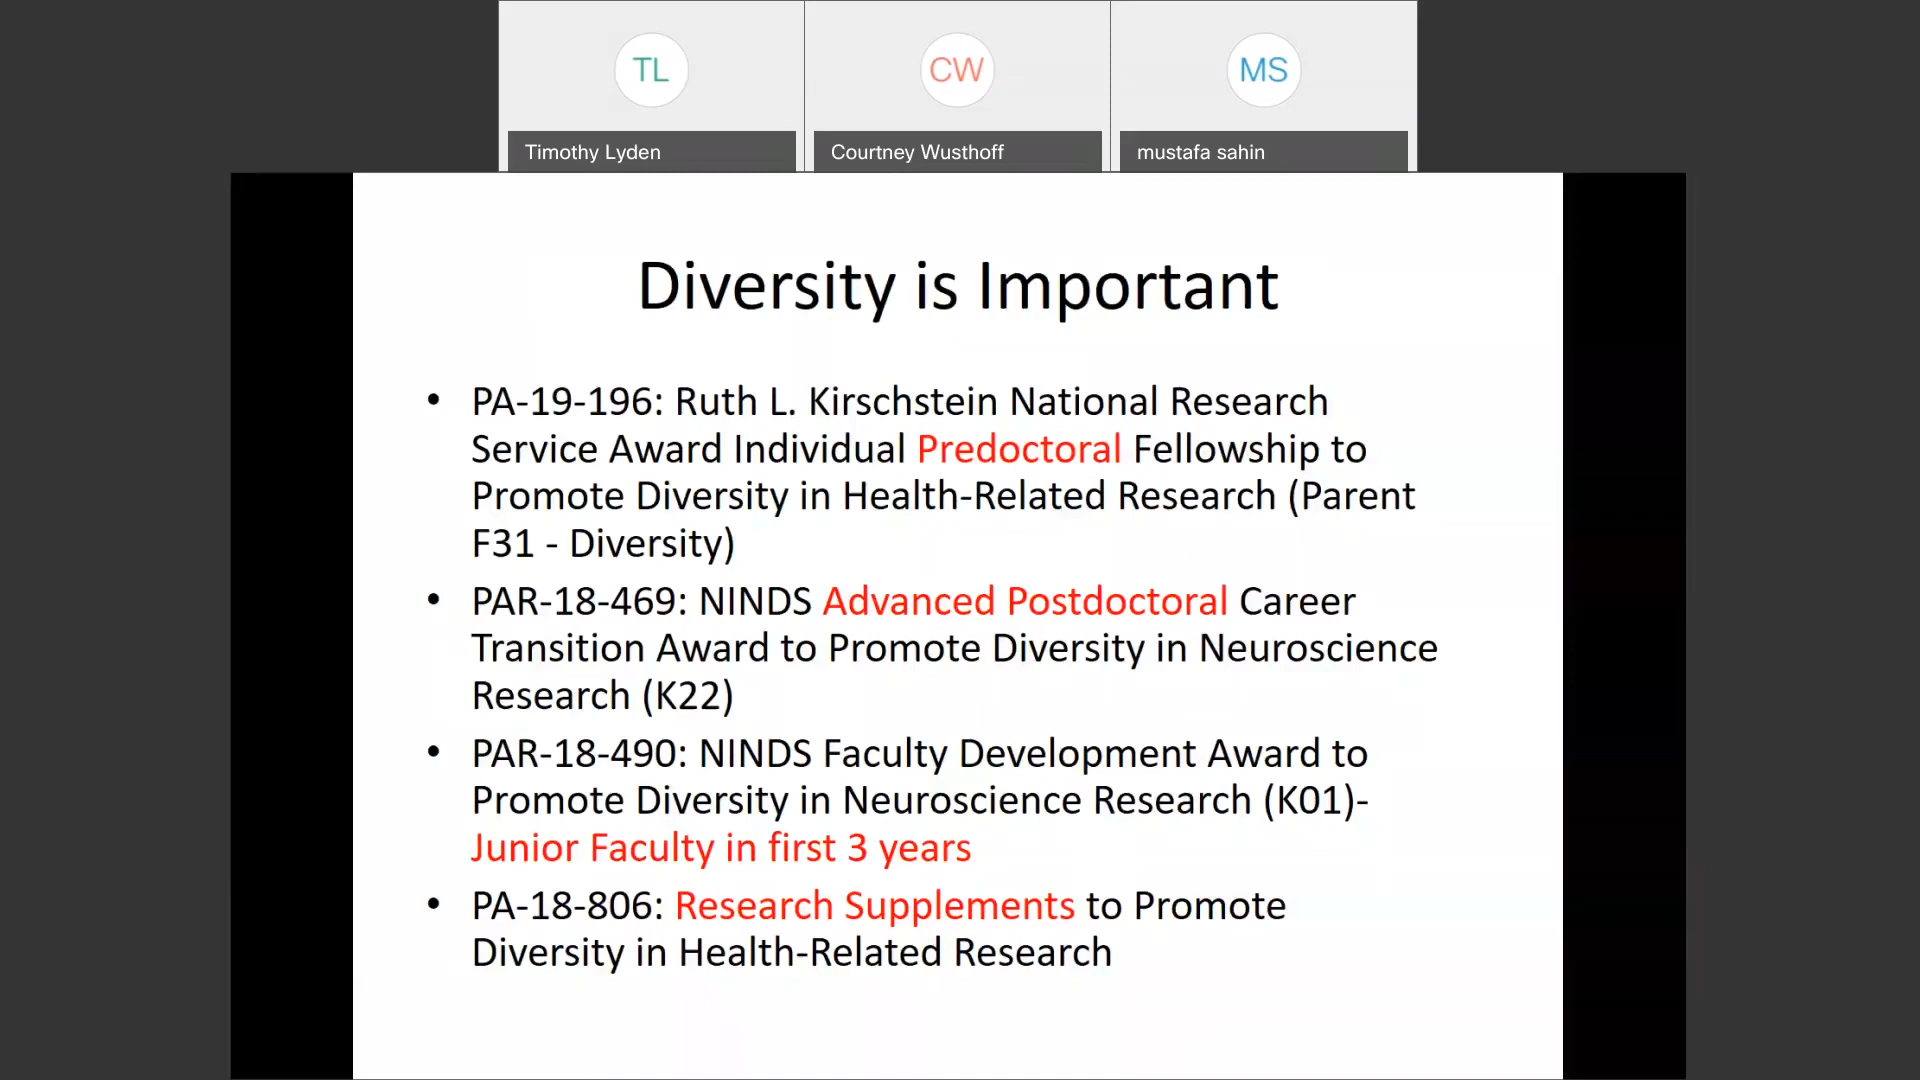 TL
CW
MS
Timothy Lyden
Courtney Wusthoff
mustafa sahin
Diversity is Important
• PA-19-196: Ruth L. Kirschstein National Research
Service Award Individual Predoctoral Fellowship to
Promote Diversity in Health-Related Research (Parent
F31 - Diversity)
• PAR-18-469: NINDS Advanced Postdoctoral Career
Transition Award to Promote Diversity in Neuroscience
Research (K22)
• PAR-18-490: NINDS Faculty Development Award to
Promote Diversity in Neuroscience Research (K01)-
Junior Faculty in first 3 years
• PA-18-806: Research Supplements to Promote
Diversity in Health-Related Research